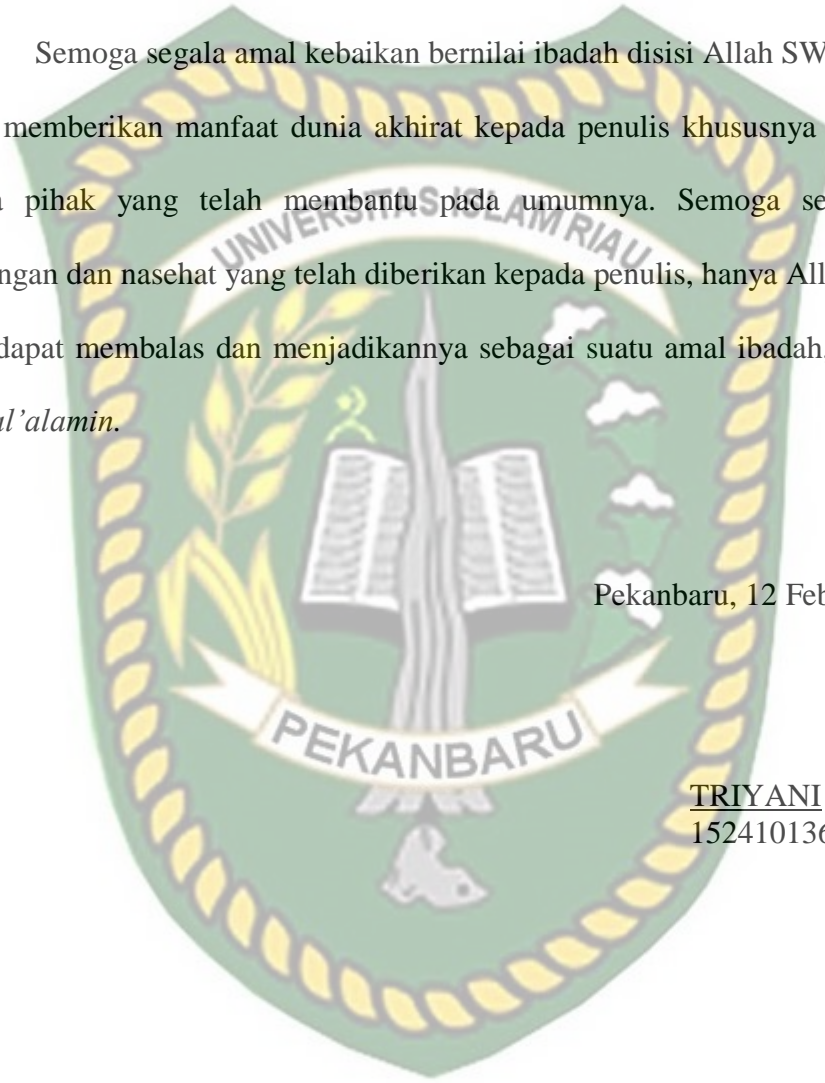 Semoga segala amal kebaikan bernilai ibadah disisi Allah SW
memberikan manfaat dunia akhirat kepada penulis khususnya
pihak yang telah membantu pada umumnya. Semoga se
ngan dan nasehat yang telah diberikan kepada penulis, hanya All
dapat membalas dan menjadikannya sebagai suatu amal ibadah.
al'alamin.
UNIVERSITAS ISLAM RIAU
Pekanbaru, 12 Feb
PEKANBARU
TRIYANI
152410136